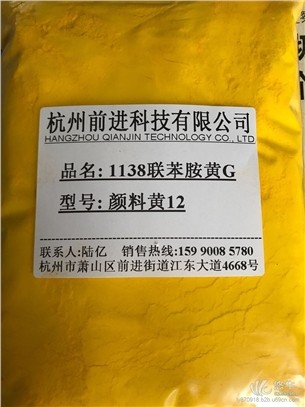 杭州前进科技有限公司
HANGZHOU QIANJIN TECHNOLOGY CO., LTD
品名: 1138联苯胺黄G
型号: 颜料黄12
联系人:陆亿 销售热线:159 9008 5780
杭州市萧山区前进街道江东大道4668号